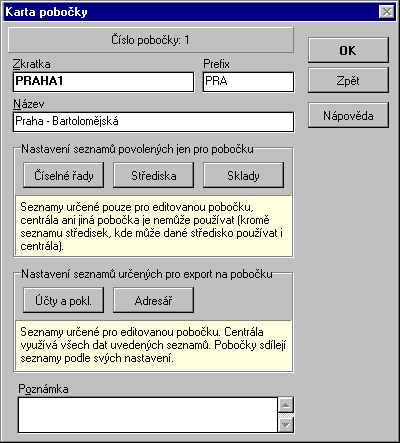 Karta pobočky
Číslo pobočky: 1
OK
Zkratka Prefix
PRAHA1 PRA
Zpět
Název
Praha - Bartolomějská
Nápověda
Nastavení seznamů povolených jen pro pobočku
Číselné řady Střediska Sklady
Seznamy určené pouze pro editovanou pobočku,
centrála ani jiná pobočka je nemůže používat (kromě
seznamu středisek, kde může dané středisko používat i
centrála).
Nastavení seznamů určených pro export na pobočku
Účty a pokl. Adresář
Seznamy určené pro editovanou pobočku. Centrála
využívá všech dat uvedených seznamů. Pobočky sdílejí
seznamy podle svých nastavení.
Poznámka